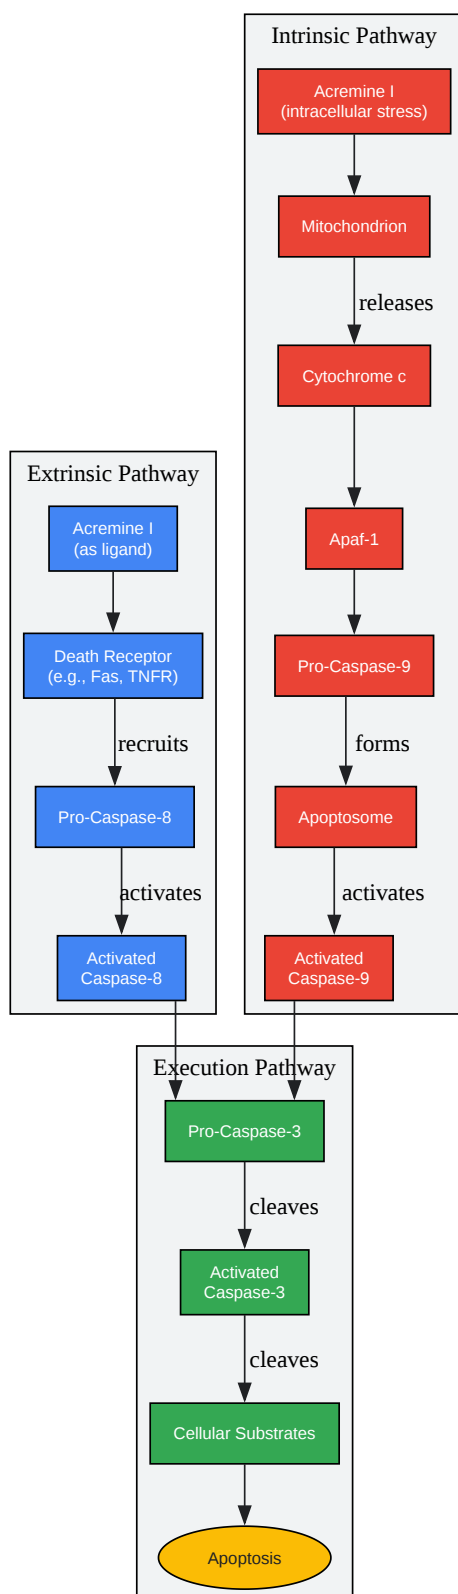 Intrinsic Pathway
Acremine I
(intracellular stress)
Mitochondrion
releases
Cytochrome c
Apaf-1
Pro-Caspase-9
forms
Apoptosome
activates
Activated
Caspase-9
Extrinsic Pathway
Acremine I
(as ligand)
Death Receptor
(e.g., Fas, TNFR)
recruits
Pro-Caspase-8
activates
Activated
Caspase-8
Execution Pathway
Pro-Caspase-3
cleaves
Activated
Caspase-3
cleaves
Cellular Substrates
Apoptosis